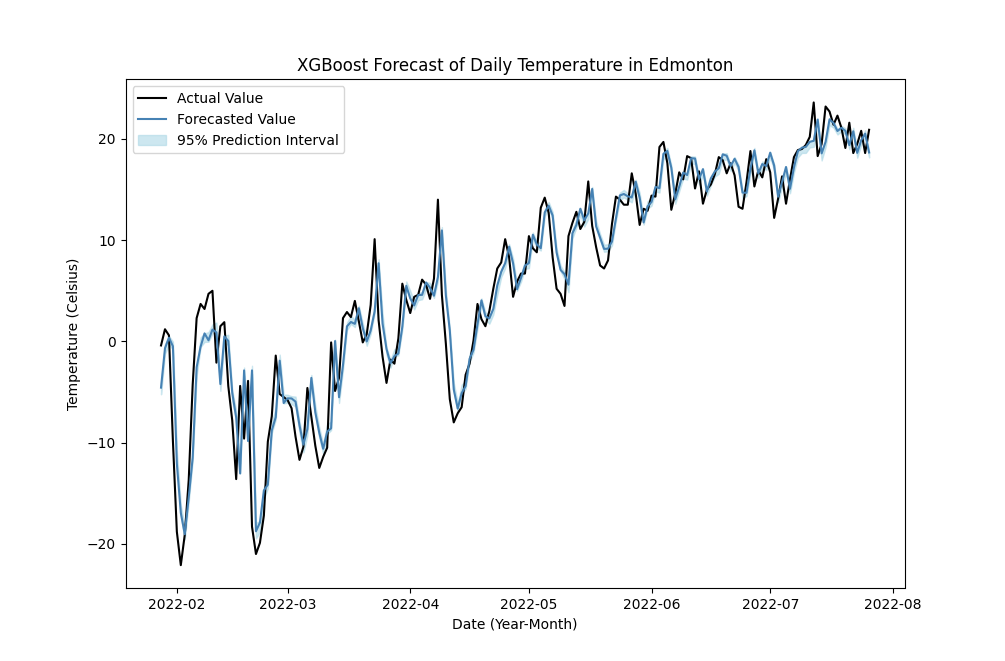 XGBoost Forecast of Daily Temperature in Edmonton
Actual Value
Forecasted Value
95% Prediction Interval
20
10
0
−10
−20
Temperature (Celsius)
2022-02 2022-03 2022-04 2022-05 2022-06 2022-07 2022-08
Date (Year-Month)